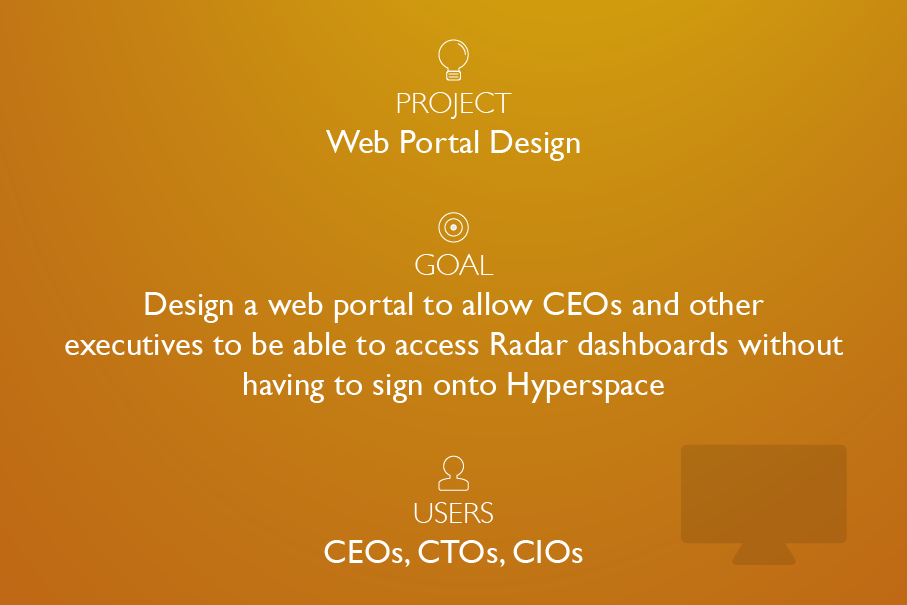 PROJECT
Web Portal Design
GOAL
Design a web portal to allow CEOs and other
executives to be able to access Radar dashboards without
having to sign onto Hyperspace
USERS
CEOs, CTOs, CIOs